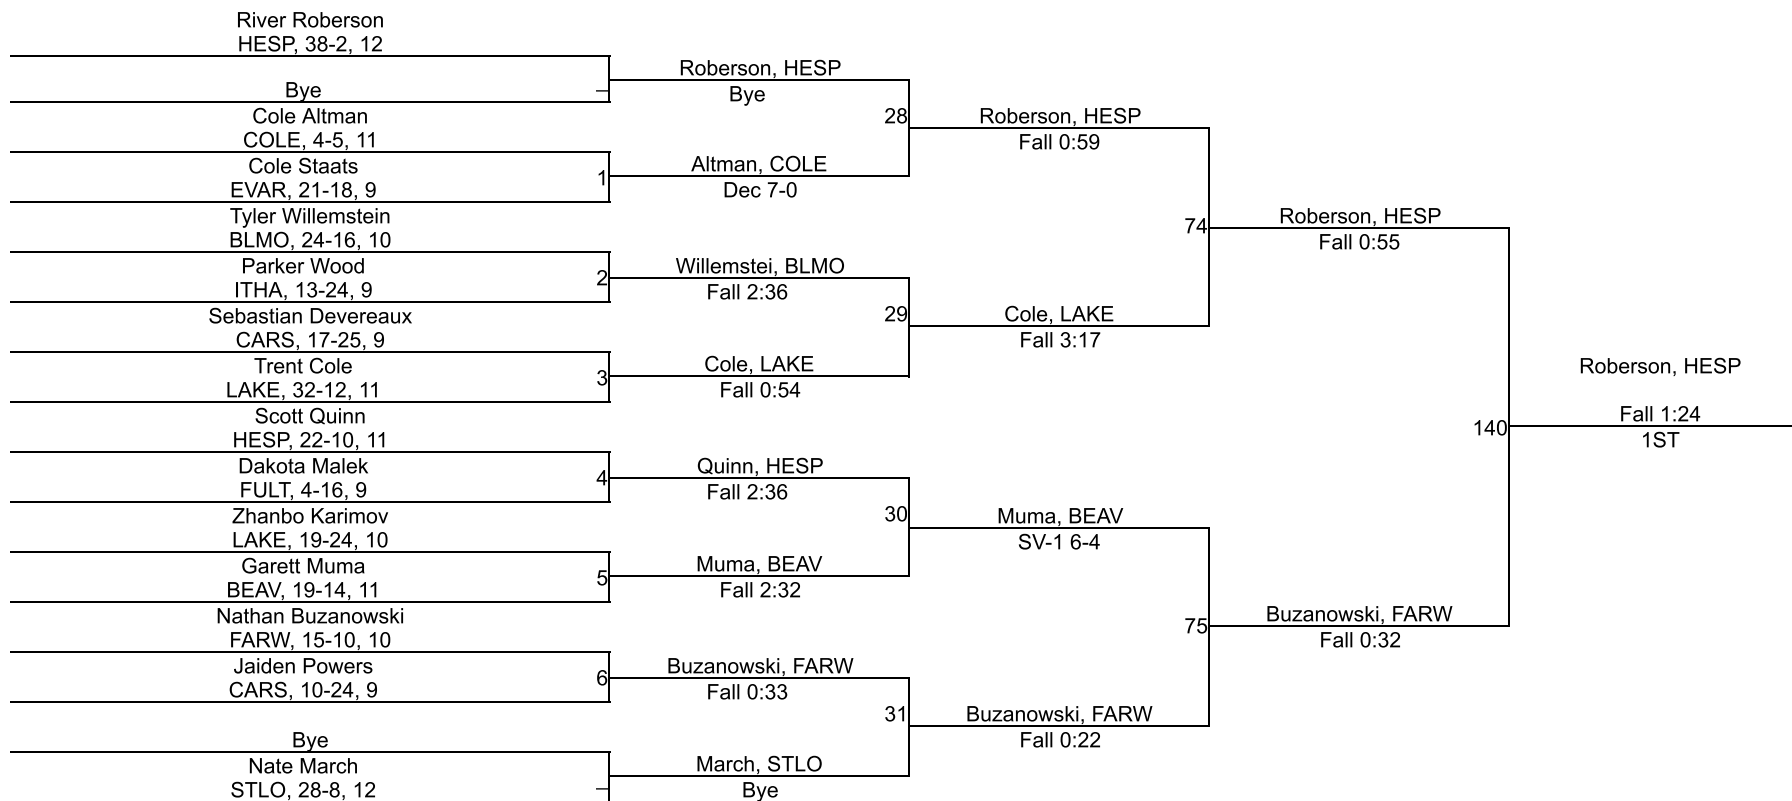 River Roberson
HESP, 38-2, 12
Bye
Cole Altman
COLE, 4-5, 11
Cole Staats
EVAR, 21-18, 9
Tyler Willemstein
BLMO, 24-16, 10
Parker Wood
ITHA, 13-24, 9
Sebastian Devereaux
CARS, 17-25, 9
Trent Cole
LAKE, 32-12, 11
Scott Quinn
HESP, 22-10, 11
Dakota Malek
FULT, 4-16, 9
Zhanbo Karimov
LAKE, 19-24, 10
Garett Muma
BEAV, 19-14, 11
Nathan Buzanowski
FARW, 15-10, 10
Jaiden Powers
CARS, 10-24, 9
Bye
Nate March
STLO, 28-8, 12
1
2
3
4
5
6
Roberson, HESP
Bye
Altman, COLE
Dec 7-0
Willemstei, BLMO
Fall 2:36
Cole, LAKE
Fall 0:54
Quinn, HESP
Fall 2:36
Muma, BEAV
Fall 2:32
Buzanowski, FARW
Fall 0:33
March, STLO
Bye
28
29
30
31
Roberson, HESP
Fall 0:59
Cole, LAKE
Fall 3:17
Muma, BEAV
SV-1 6-4
Buzanowski, FARW
Fall 0:22
74
75
Roberson, HESP
Fall 0:55
Buzanowski, FARW
Fall 0:32
140
Roberson, HESP
Fall 1:24
1ST